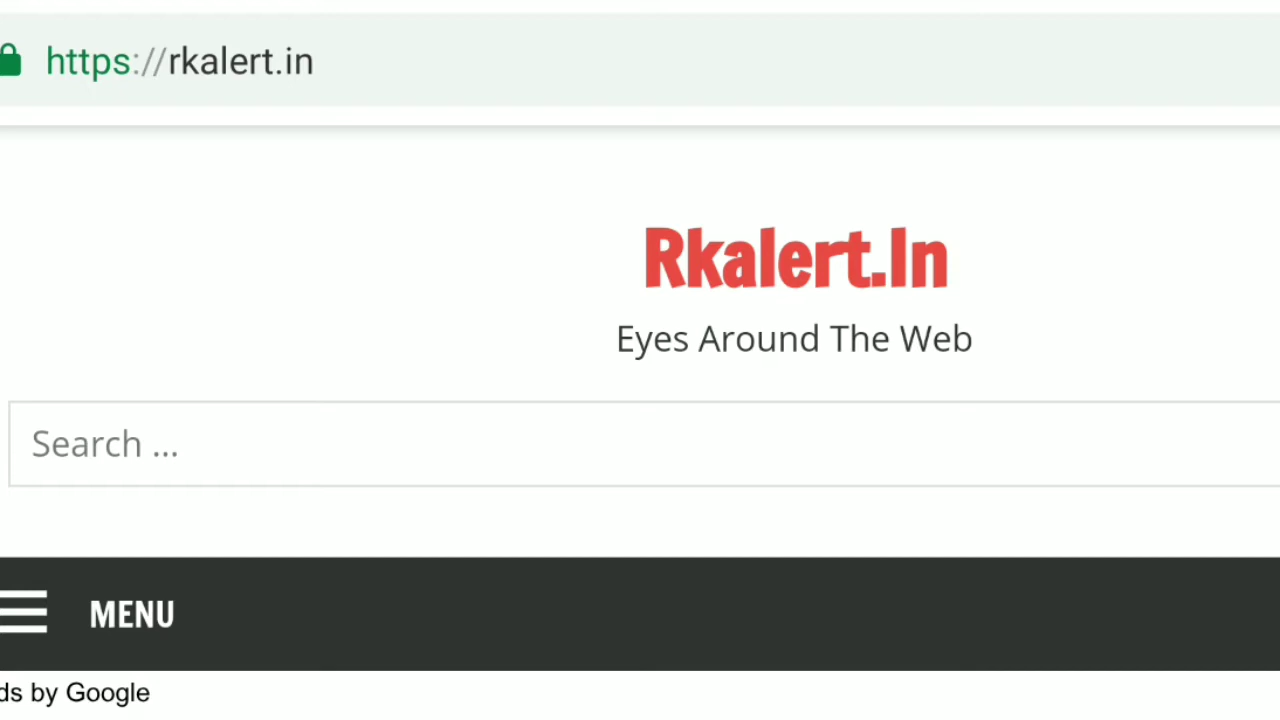 https://rkalert.in
Rkalert.In
Eyes Around The Web
Search ...
MENU
ds by Google